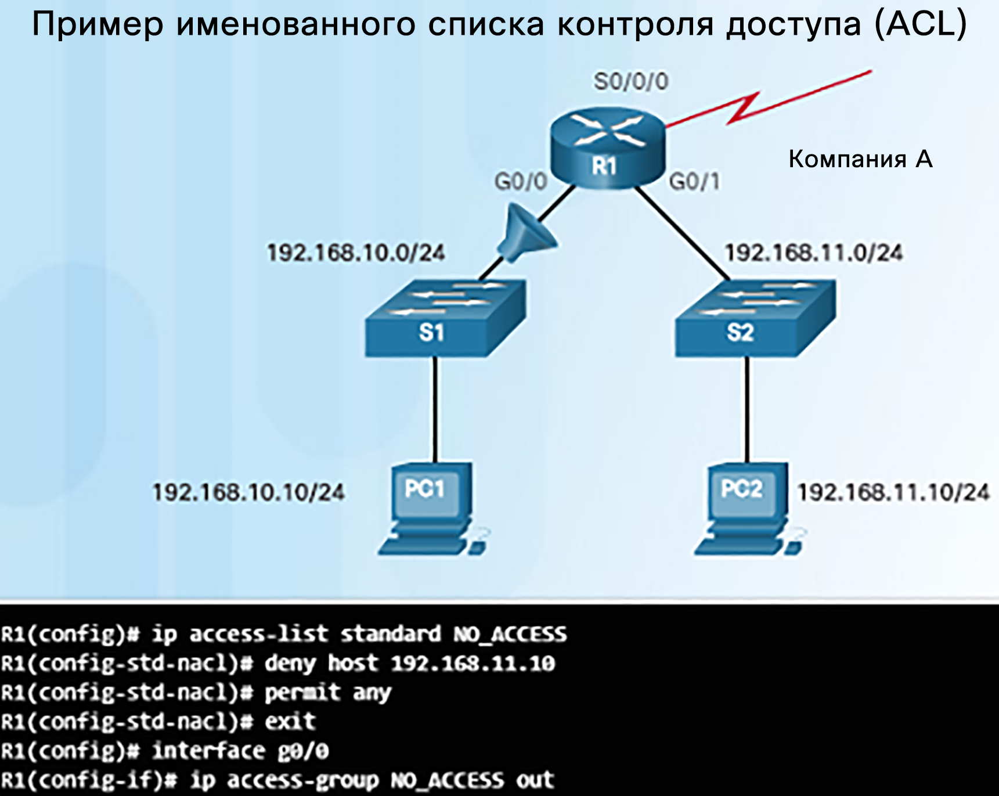 Пример именованного списка контроля доступа (ACL)
S0/0/0
R1
Компания A
G0/0
G0/1
192.168.10.0/24
192.168.11.0/24
S1
S2
PC1
PC2
192.168.10.10/24
192.168.11.10/24
R1(config)# ip access-list standard NO_ACCESS
R1(config-std-nacl)# deny host 192.168.11.10
R1(config-std-nacl)# permit any
R1(config-std-nacl)# exit
R1(config)# interface g0/0
R1(config-if)# ip access-group NO_ACCESS out